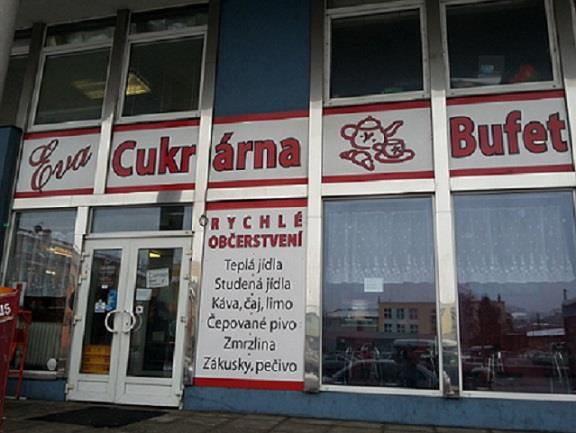 Eva Cukrárna Bufet
RYCHLÉ
OBČERSTVENÍ
Teplá jídla
Studená jídla
Káva, čaj, limo
Čepované pivo
Zmrzlina
Zákusky, pečivo